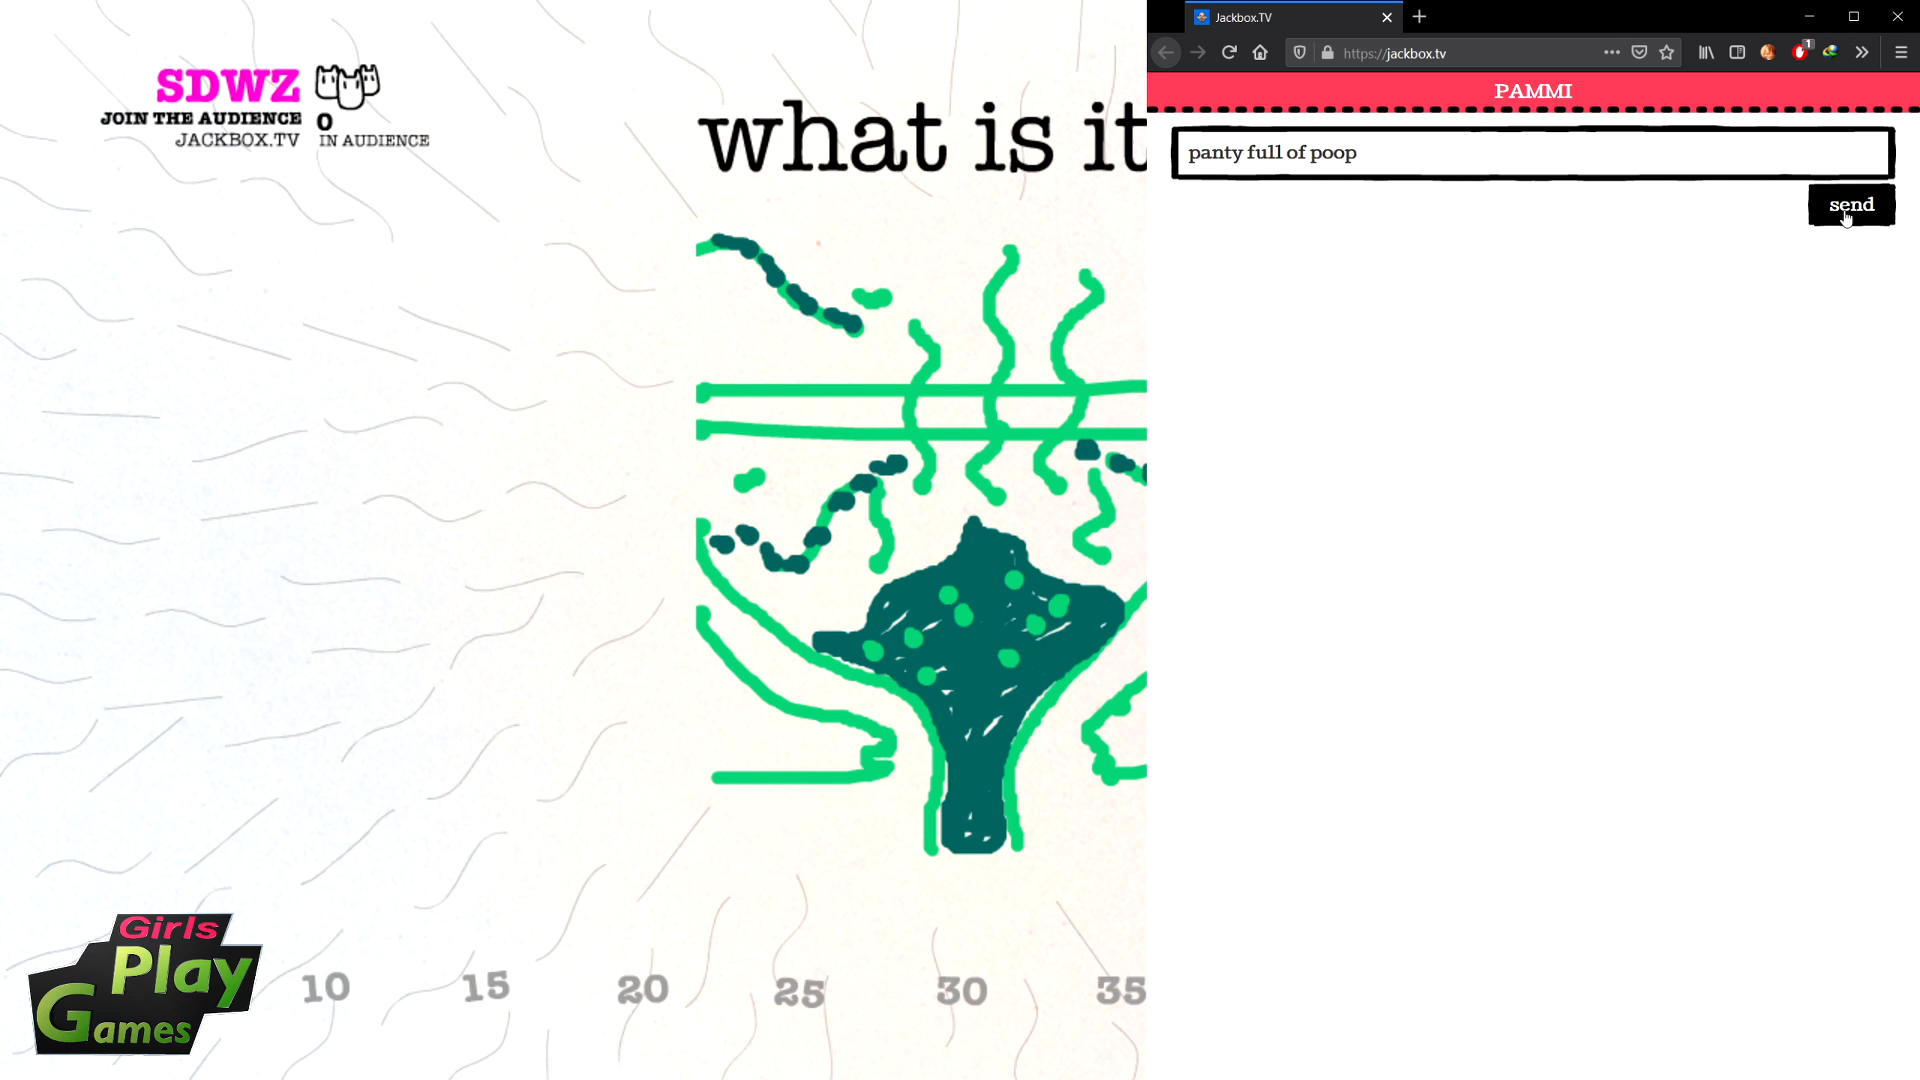 SDWZ
JOIN THE AUDIENCE
JACKBOX.TV
0
IN AUDIENCE
what is it
Jackbox.TV
https://jackbox.tv
1
PAMMI
panty full of poop
send
Girls
Play
Games
10 15 20 25 30 35